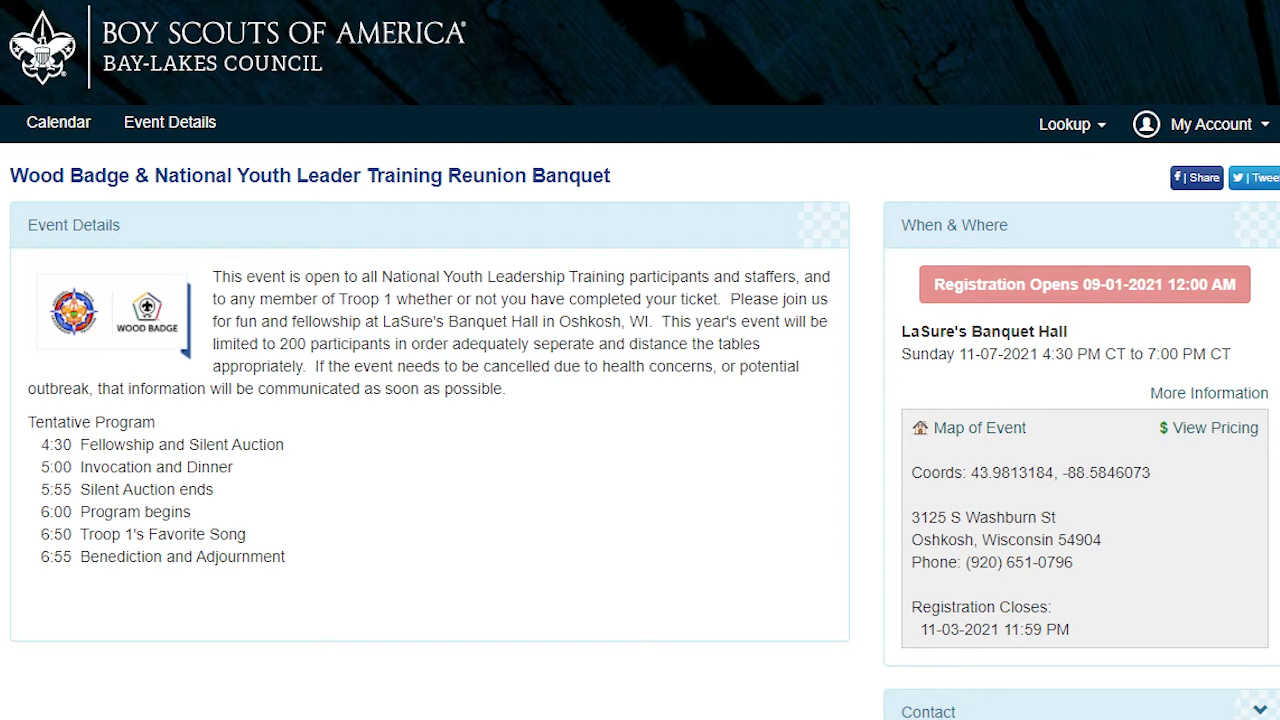 BOY SCOUTS OF AMERICA®
BAY-LAKES COUNCIL
Calendar Event Details Lookup My Account
Wood Badge & National Youth Leader Training Reunion Banquet
f | Share | Tweet
Event Details
This event is open to all National Youth Leadership Training participants and staffers, and
to any member of Troop 1 whether or not you have completed your ticket. Please join us
for fun and fellowship at LaSure's Banquet Hall in Oshkosh, WI. This year's event will be
limited to 200 participants in order adequately seperate and distance the tables
appropriately. If the event needs to be cancelled due to health concerns, or potential
outbreak, that information will be communicated as soon as possible.
WOOD BADGE
Tentative Program
4:30 Fellowship and Silent Auction
5:00 Invocation and Dinner
5:55 Silent Auction ends
6:00 Program begins
6:50 Troop 1's Favorite Song
6:55 Benediction and Adjournment
When & Where
Registration Opens 09-01-2021 12:00 AM
LaSure's Banquet Hall
Sunday 11-07-2021 4:30 PM CT to 7:00 PM CT
More Information
Map of Event $ View Pricing
Coords: 43.9813184, -88.5846073
3125 S Washburn St
Oshkosh, Wisconsin 54904
Phone: (920) 651-0796
Registration Closes:
11-03-2021 11:59 PM
Contact